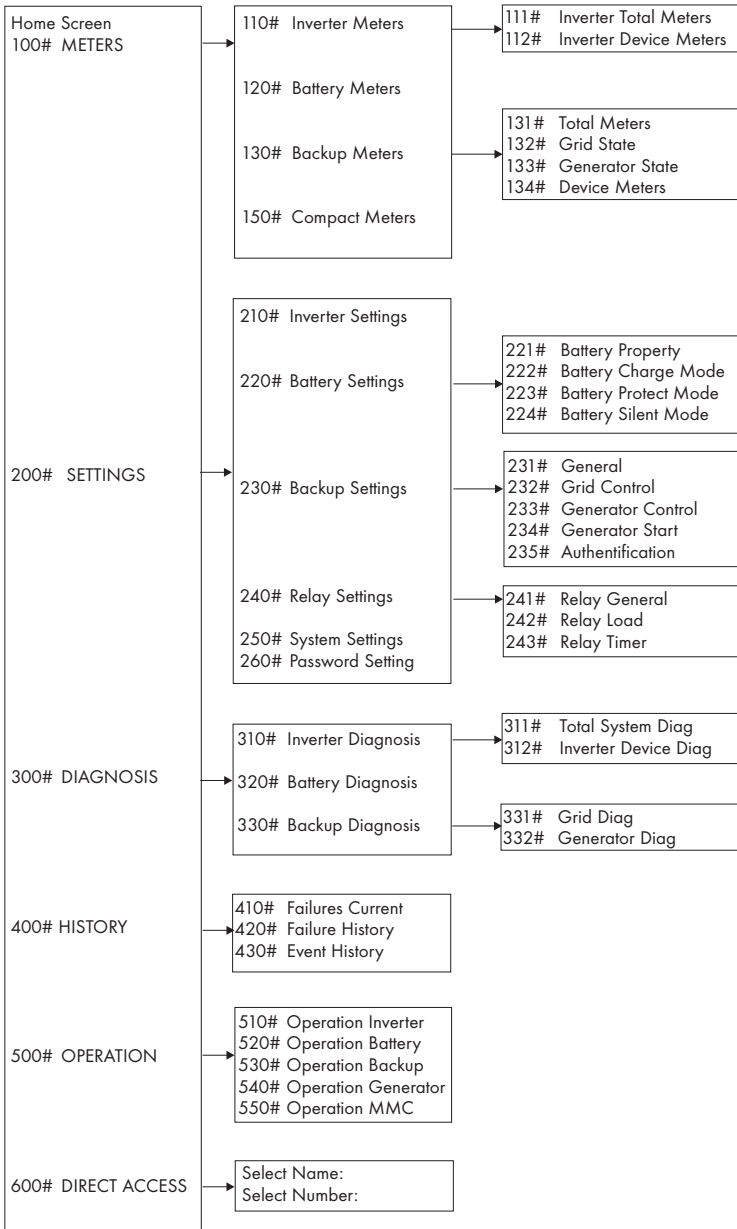 Home Screen
100# METERS
110# Inverter Meters
120# Battery Meters
130# Backup Meters
150# Compact Meters
111# Inverter Total Meters
112# Inverter Device Meters
131# Total Meters
132# Grid State
133# Generator State
134# Device Meters
200# SETTINGS
210# Inverter Settings
220# Battery Settings
230# Backup Settings
240# Relay Settings
250# System Settings
260# Password Setting
221# Battery Property
222# Battery Charge Mode
223# Battery Protect Mode
224# Battery Silent Mode
231# General
232# Grid Control
233# Generator Control
234# Generator Start
235# Authentification
241# Relay General
242# Relay Load
243# Relay Timer
300# DIAGNOSIS
310# Inverter Diagnosis
320# Battery Diagnosis
330# Backup Diagnosis
311# Total System Diag
312# Inverter Device Diag
331# Grid Diag
332# Generator Diag
400# HISTORY
410# Failures Current
420# Failure History
430# Event History
500# OPERATION
510# Operation Inverter
520# Operation Battery
530# Operation Backup
540# Operation Generator
550# Operation MMC
600# DIRECT ACCESS
Select Name:
Select Number: